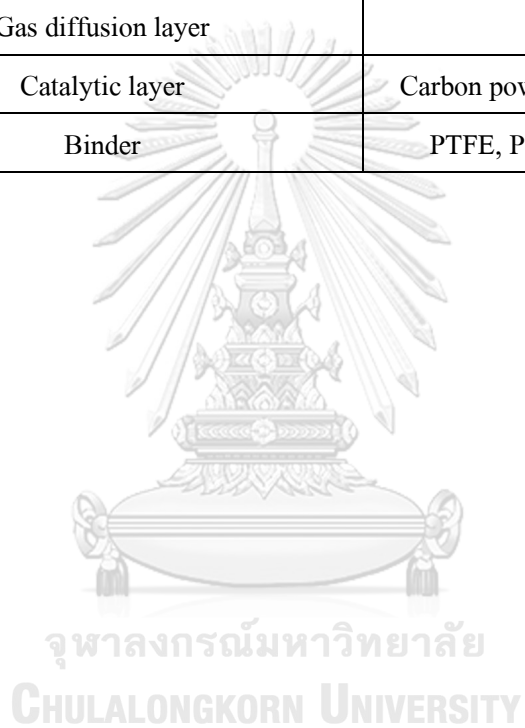 Gas diffusion layer
Catalytic layer Carbon pow
Binder PTFE, P
จุฬาลงกรณ์มหาวิทยาลัย
CHULALONGKORN UNIVERSITY